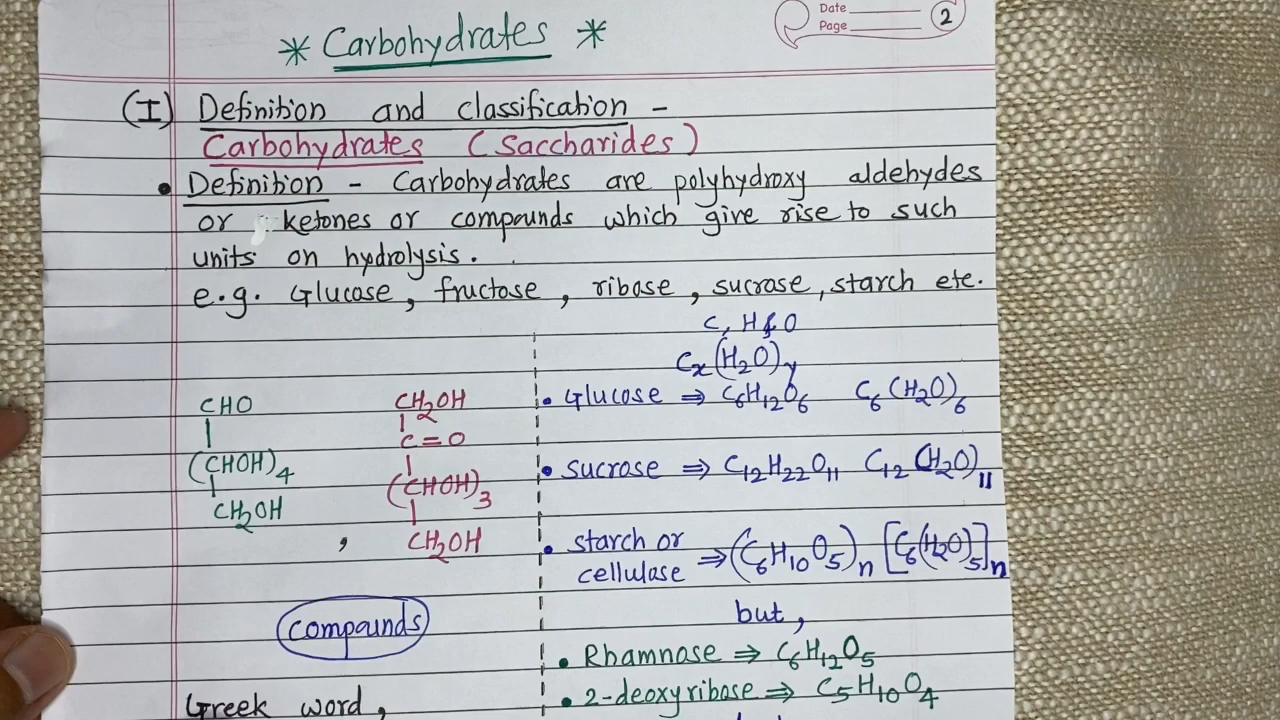 Date
Page
2
* Carbohydrates *
(I) Definition and classification -
Carbohydrates (Saccharides)
• Definition - Carbohydrates are polyhydroxy aldehydes
or ketones or compounds which give rise to such
units on hydrolysis.
e.g. Glucose, fructose, ribose, sucrose, starch etc.
CHO
|
(CHOH)4
|
CH2OH
,
CH2OH
|
C=O
|
(CHOH)3
|
CH2OH
compounds
Greek word,
C, H & O
Cx(H2O)y
• Glucose ⇒ C6H12O6 C6(H2O)6
• sucrose ⇒ C12H22O11 C12(H2O)11
• starch or
cellulase ⇒ (C6H10O5)n [C6(H2O)5]n
but,
• Rhamnose ⇒ C6H12O5
• 2-deoxyribose ⇒ C5H10O4